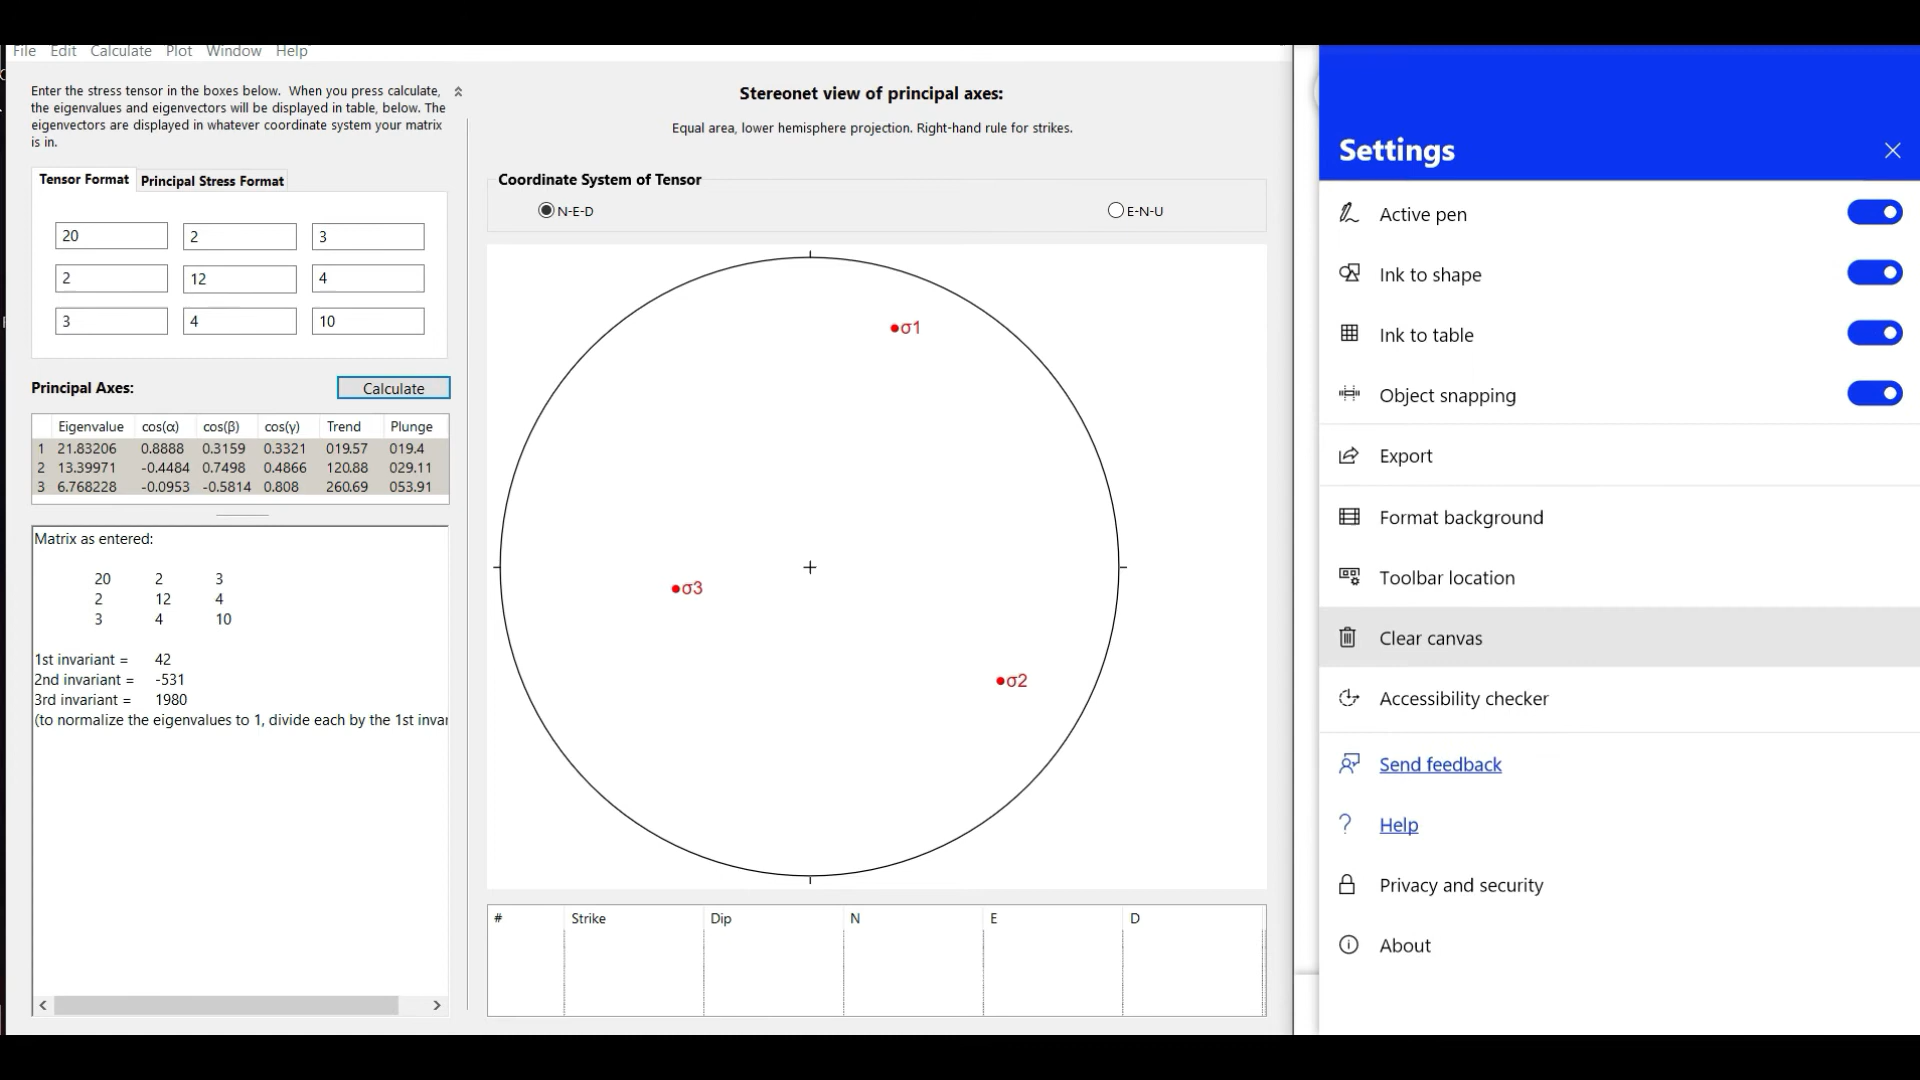 File Edit Calculate Plot Window Help
Enter the stress tensor in the boxes below. When you press calculate,
the eigenvalues and eigenvectors will be displayed in table, below. The
eigenvectors are displayed in whatever coordinate system your matrix
is in.
Tensor Format Principal Stress Format
20 2 3
2 12 4
3 4 10
Principal Axes: Calculate
Eigenvalue cos(α) cos(β) cos(γ) Trend Plunge
1 21.83206 0.8888 0.3159 0.3321 019.57 019.4
2 13.39971 -0.4484 0.7498 0.4866 120.88 029.11
3 6.768228 -0.0953 -0.5814 0.808 260.69 053.91
Matrix as entered:
20 2 3
2 12 4
3 4 10
1st invariant = 42
2nd invariant = -531
3rd invariant = 1980
(to normalize the eigenvalues to 1, divide each by the 1st invar
Stereonet view of principal axes:
Equal area, lower hemisphere projection. Right-hand rule for strikes.
Coordinate System of Tensor
N-E-D E-N-U
σ1
σ3
σ2
# Strike Dip N E D
Settings
Active pen
Ink to shape
Ink to table
Object snapping
Export
Format background
Toolbar location
Clear canvas
Accessibility checker
Send feedback
Help
Privacy and security
About